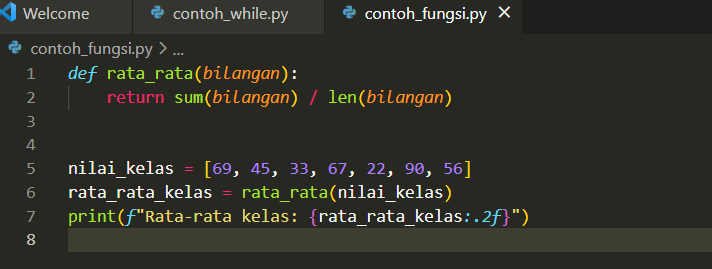 Welcome contoh_while.py contoh_fungsi.py
contoh_fungsi.py > ...
1 def rata_rata(bilangan):
2     return sum(bilangan) / len(bilangan)
3
4
5 nilai_kelas = [69, 45, 33, 67, 22, 90, 56]
6 rata_rata_kelas = rata_rata(nilai_kelas)
7 print(f"Rata-rata kelas: {rata_rata_kelas:.2f}")
8